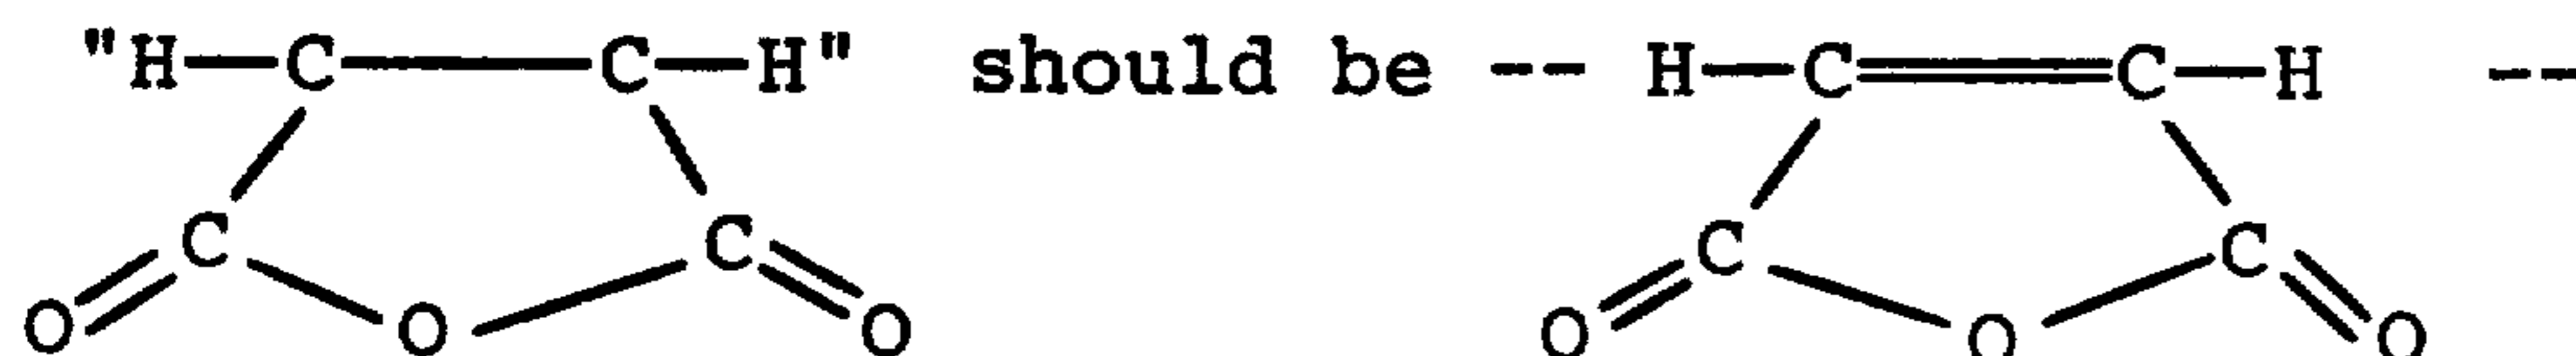 "H—C——C—H" should be -- H—C==C—H --
C C C C
O O O O O O